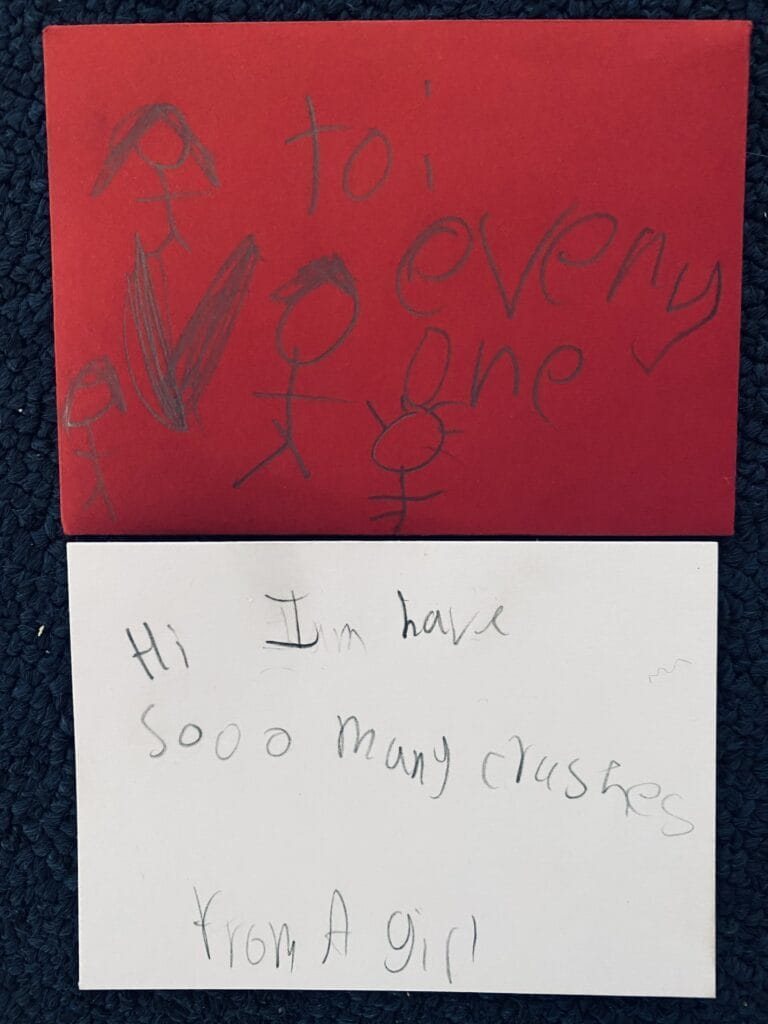 to:
every
one
Hi I have
sooo many crushes
From A girl